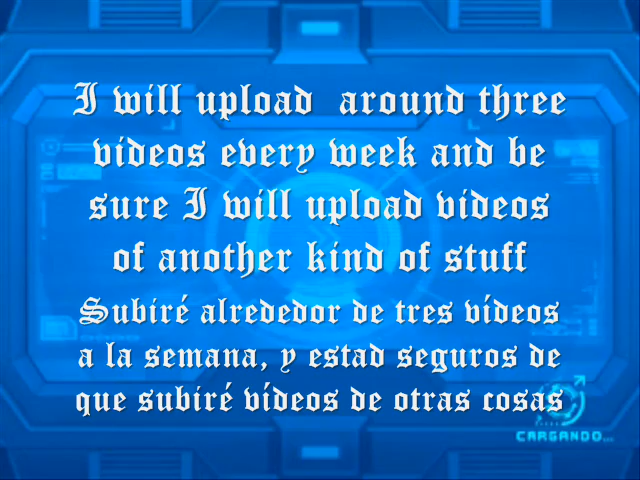 I will upload around three
videos every week and be
sure I will upload videos
of another kind of stuff
Subiré alrededor de tres vídeos
a la semana, y estad seguros de
que subiré vídeos de otras cosas
CARGANDO...